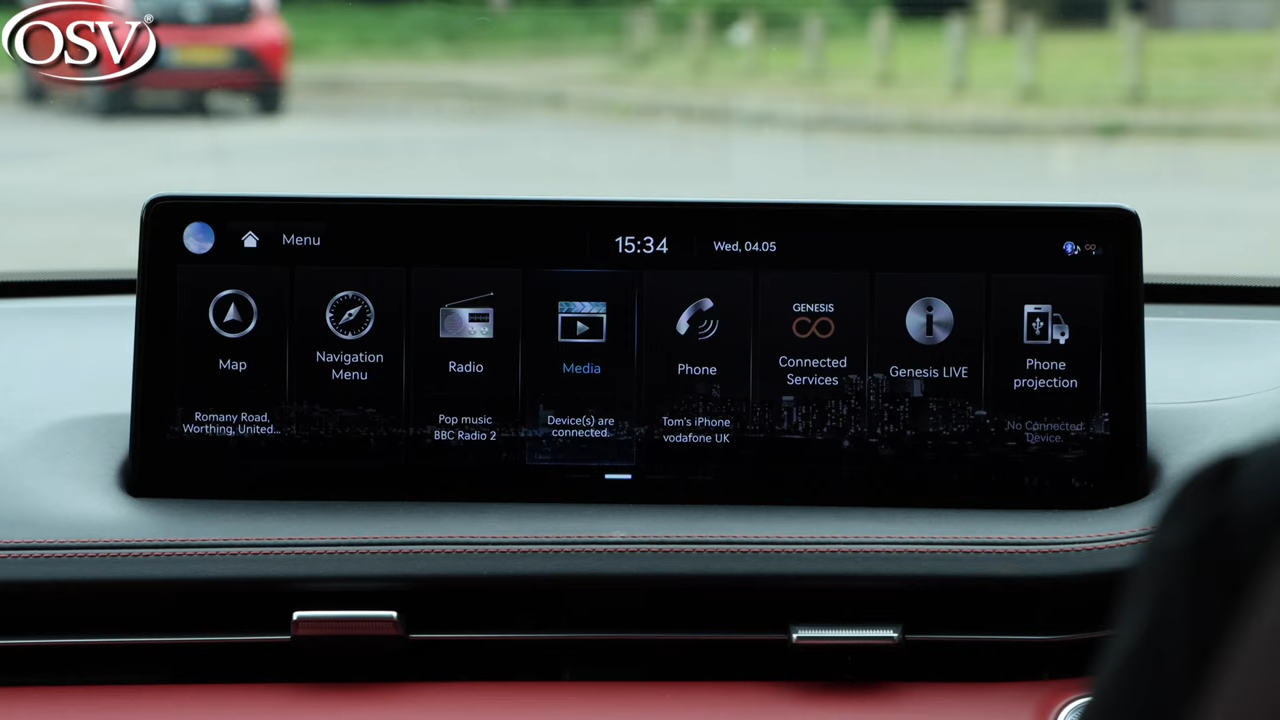 OSV®
Menu
15:34
Wed, 04.05
Map
Romany Road,
Worthing, United...
Navigation
Menu
Radio
Pop music
BBC Radio 2
Media
Device(s) are
connected.
Phone
Tom's iPhone
vodafone UK
GENESIS
Connected
Services
Genesis LIVE
Phone
projection
No Connected
Device.